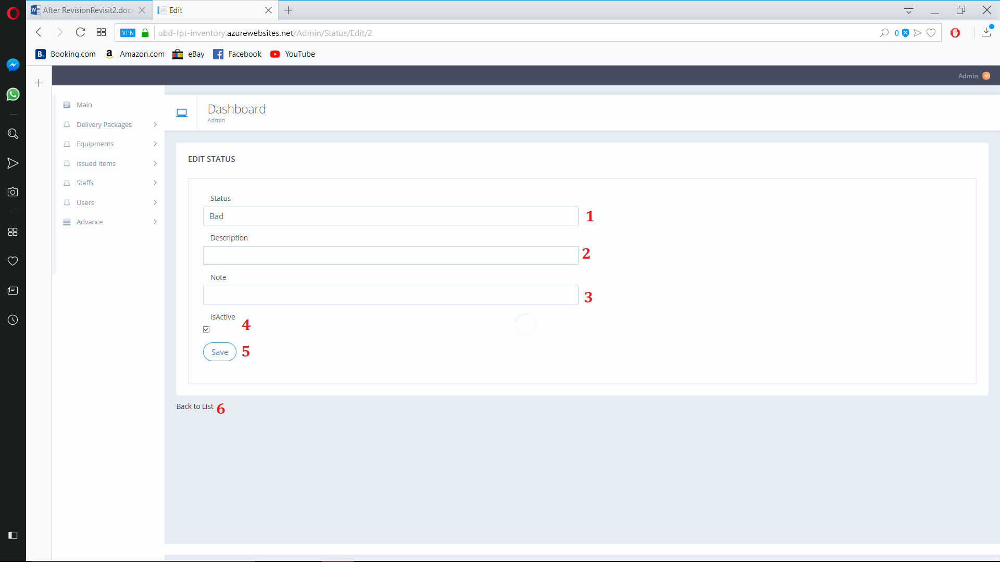 After RevisionRevisit2.docx
Edit
VPN
ubd-fpt-inventory.azurewebsites.net/Admin/Status/Edit/2
0
B. Booking.com
a Amazon.com
eBay
Facebook
YouTube
Admin
Main
Delivery Packages
Equipments
Issued Items
Staffs
Users
Advance
Dashboard
Admin
EDIT STATUS
Status
Bad 1
Description
2
Note
3
IsActive
4
Save 5
Back to List 6